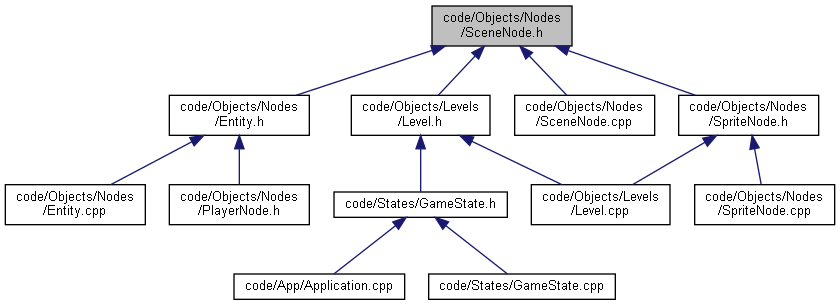 code/Objects/Nodes
/SceneNode.h
code/Objects/Nodes
/Entity.h
code/Objects/Levels
/Level.h
code/Objects/Nodes
/SceneNode.cpp
code/Objects/Nodes
/SpriteNode.h
code/Objects/Nodes
/Entity.cpp
code/Objects/Nodes
/PlayerNode.h
code/States/GameState.h
code/Objects/Levels
/Level.cpp
code/Objects/Nodes
/SpriteNode.cpp
code/App/Application.cpp
code/States/GameState.cpp